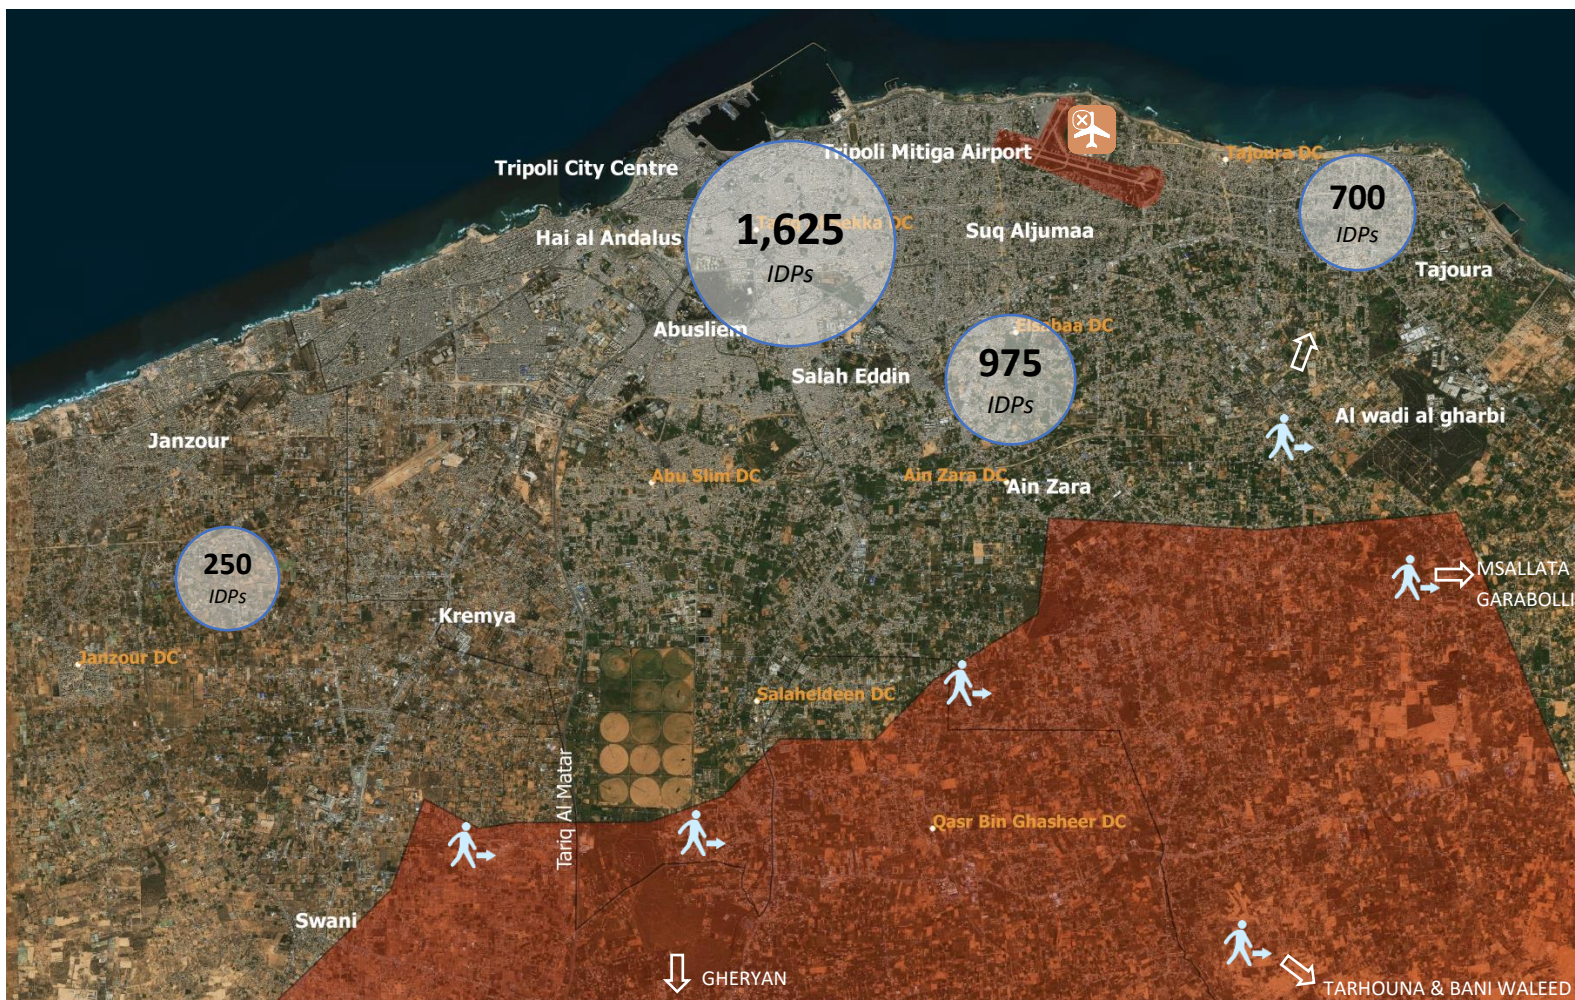 Tripoli Mitiga Airport
Tajoura DC
Tripoli City Centre
700
IDPs
1,625
IDPs
DC
Hai al Andalus
Suq Aljumaa
Tajoura
Abusliem
Elsabaa DC
975
IDPs
Salah Eddin
Al wadi al gharbi
Janzour
Abu Slim DC
Ain Zara DC
Ain Zara
250
IDPs
MSALLATA
GARABOLLI
Kremya
Janzour DC
Salaheldeen DC
Tariq Al Matar
Qasr Bin Ghasheer DC
Swani
GHERYAN
TARHOUNA & BANI WALEED